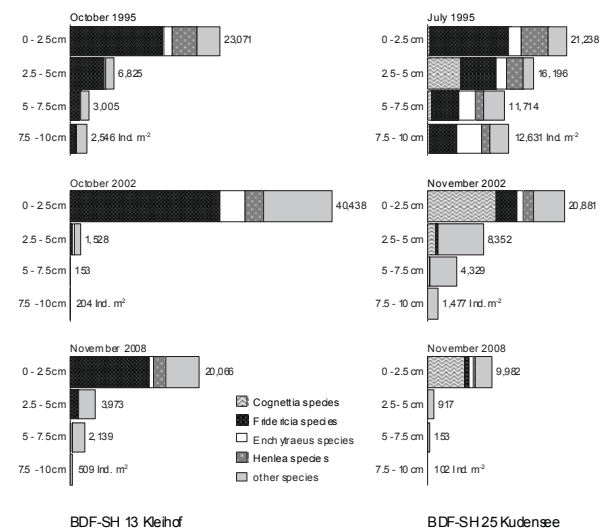 October 1995
0 - 2.5cm 23,071
2.5 - 5cm 6,825
5 - 7.5cm 3,005
7.5 - 10cm 2,546 Ind. m-2
October 2002
0 - 2.5cm 40,438
2.5 - 5cm 1,528
5 - 7.5cm 153
7.5 - 10cm 204 Ind. m-2
November 2008
0 - 2.5cm 20,066
2.5 - 5cm 3,973
5 - 7.5cm 2,139
7.5 - 10cm 509 Ind. m-2
BDF-SH 13 Kleihof
Cognettia species
Fridericia species
Enchytraeus species
Henlea species
other species
July 1995
0 - 2.5cm 21,238
2.5 - 5cm 16,196
5 - 7.5cm 11,714
7.5 - 10 cm 12,631 Ind. m-2
November 2002
0 - 2.5cm 20,881
2.5 - 5cm 8,352
5 - 7.5cm 4,329
7.5 - 10 cm 1,477 Ind. m-2
November 2008
0 - 2.5cm 9,982
2.5 - 5cm 917
5 - 7.5cm 153
7.5 - 10 cm 102 Ind. m-2
BDF-SH 25 Kudensee